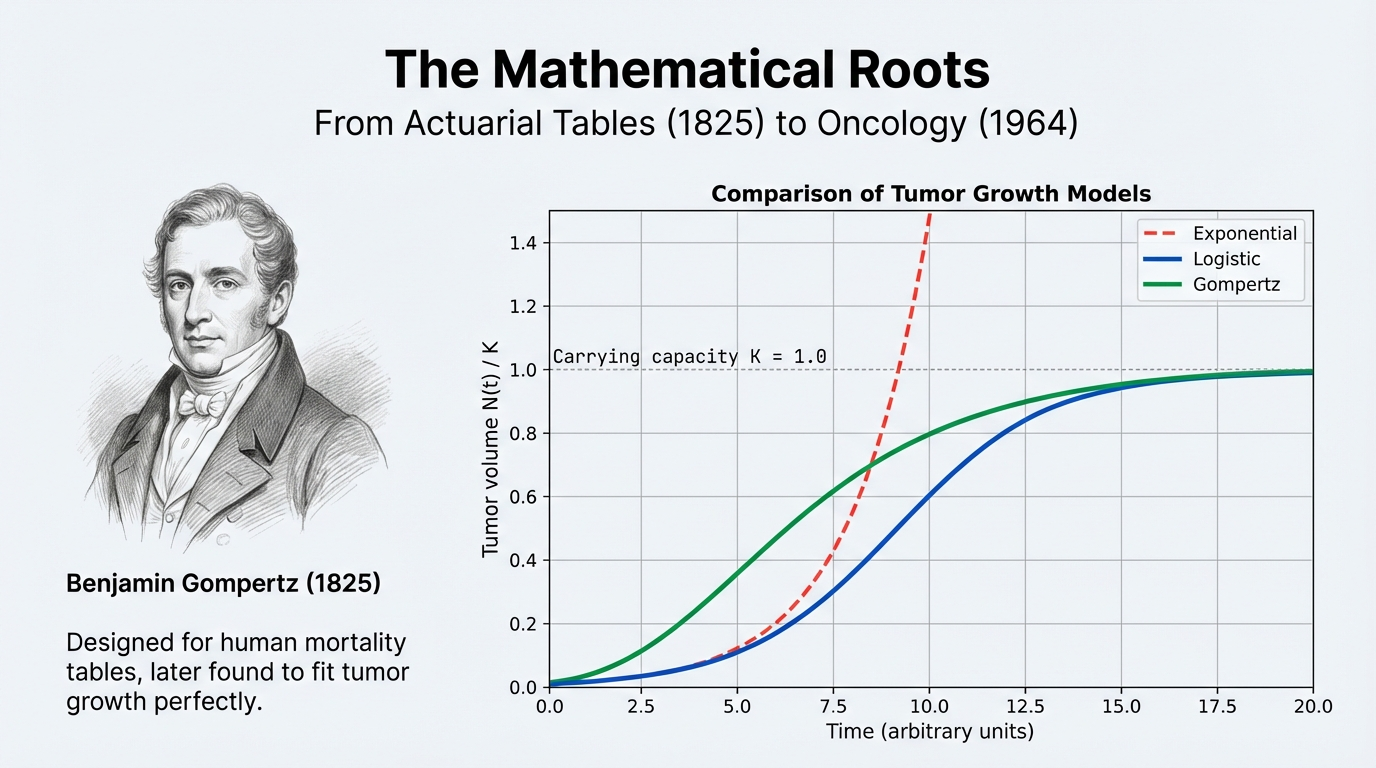 The Mathematical Roots
From Actuarial Tables (1825) to Oncology (1964)
Benjamin Gompertz (1825)
Designed for human mortality
tables, later found to fit tumor
growth perfectly.
Comparison of Tumor Growth Models
Exponential
Logistic
Gompertz
Carrying capacity K = 1.0
Tumor volume N(t) / K
1.4
1.2
1.0
0.8
0.6
0.4
0.2
0.0
0.0 2.5 5.0 7.5 10.0 12.5 15.0 17.5 20.0
Time (arbitrary units)